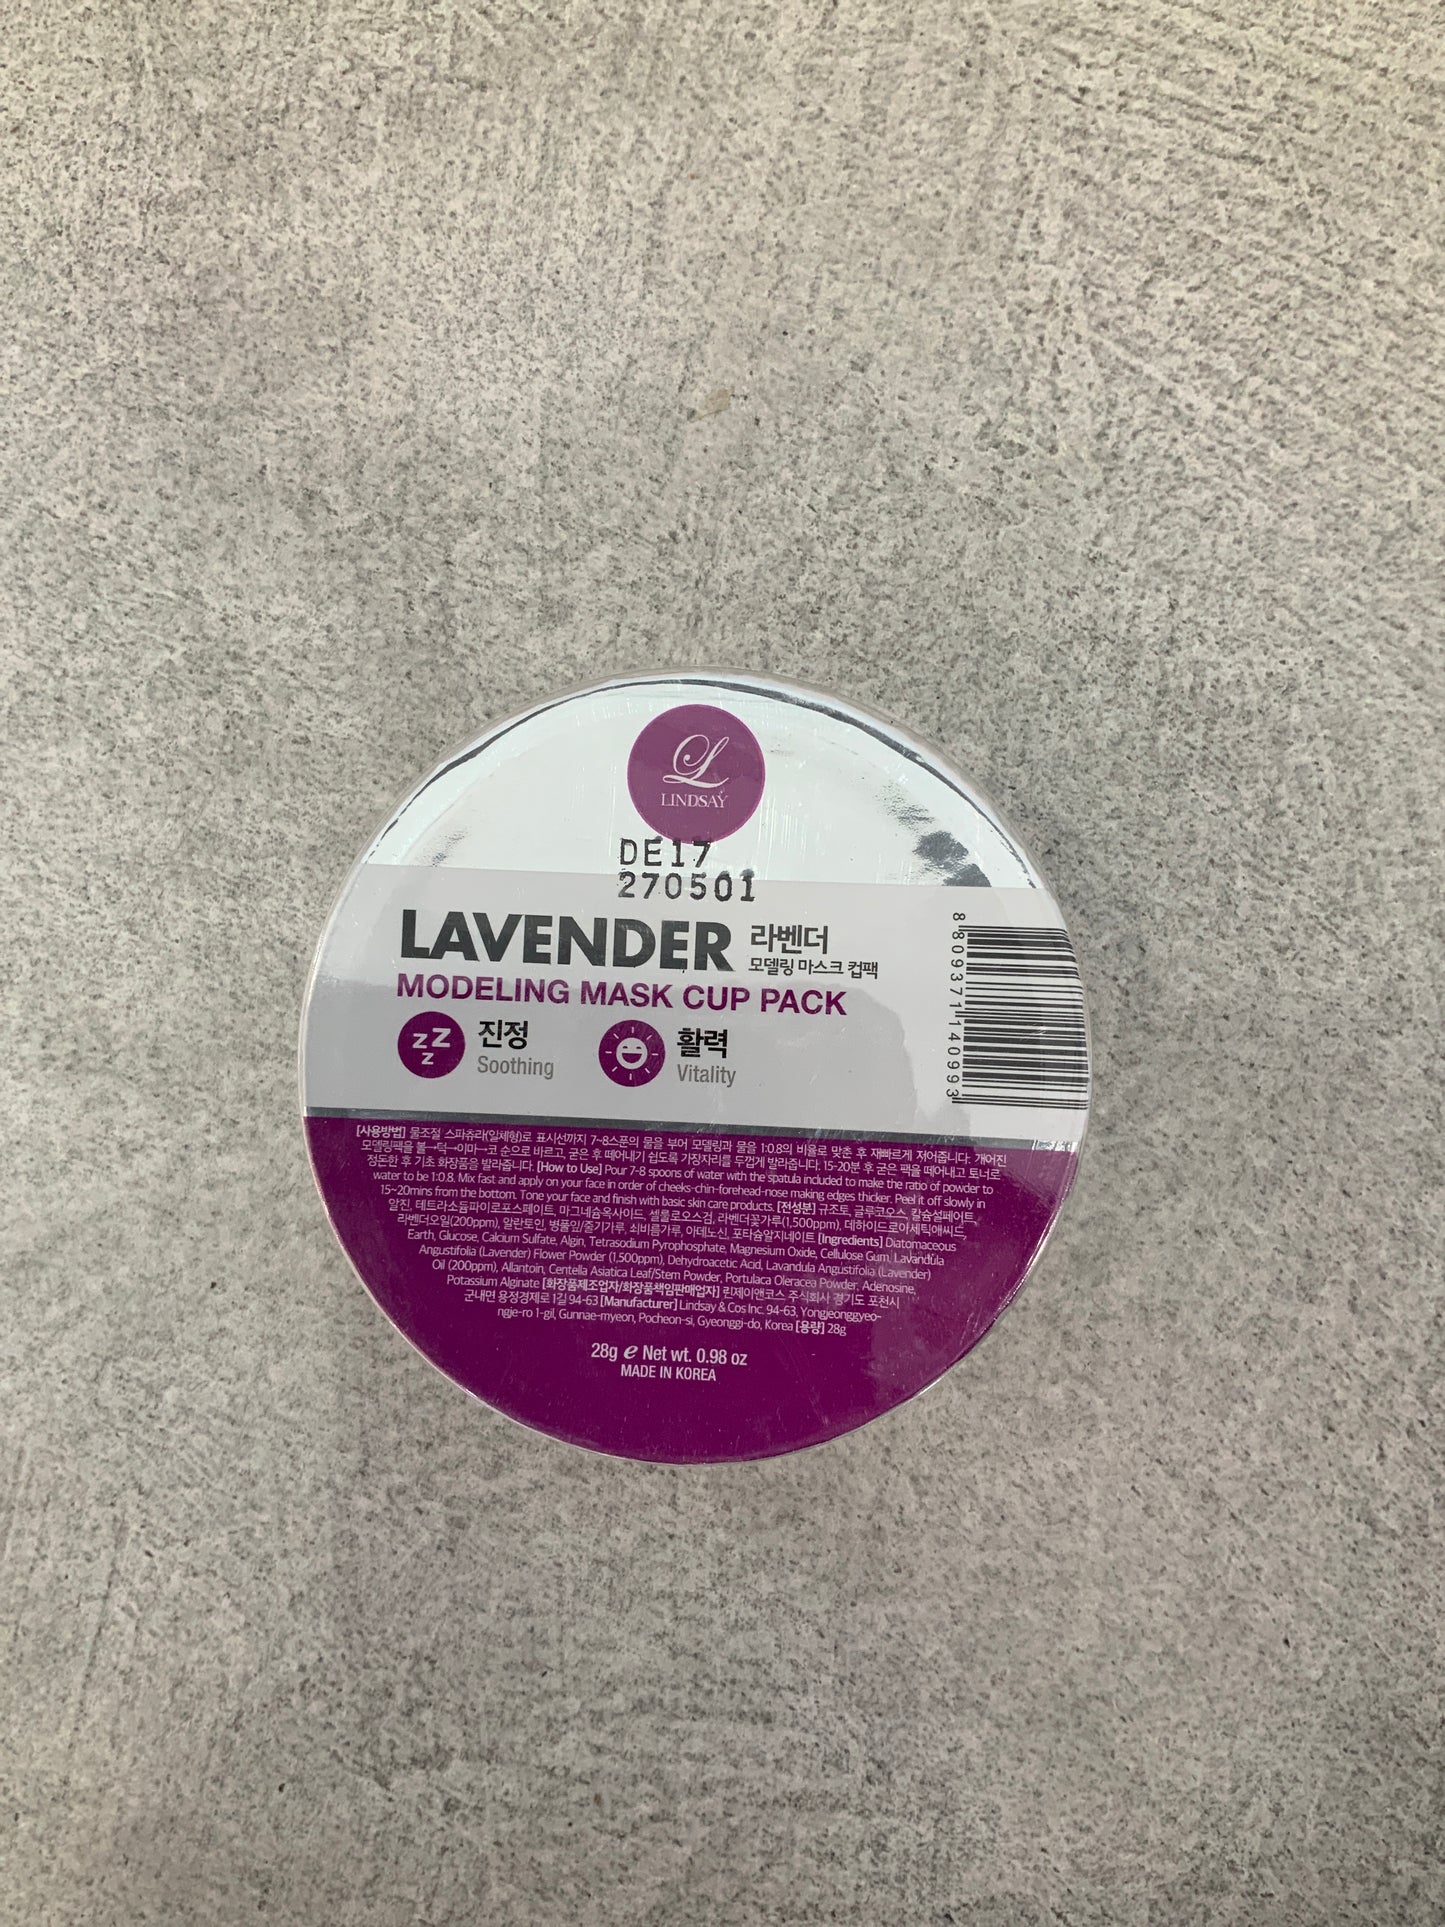 L
LINDSAY
DE17
270501
LAVENDER 라벤더
모델링 마스크 컵팩
MODELING MASK CUP PACK
zzz 진정
Soothing
활력
Vitality
8 809371 140993
[사용방법] 물조절 스파츄라(일체형)로 표시선까지 7~8스푼의 물을 부어 모델링과 물을 1:0.8의 비율로 맞춘 후 재빠르게 저어줍니다. 개어진
모델링팩을 볼→턱→이마→코 순으로 바르고, 굳은 후 떼어내기 쉽도록 가장자리를 두껍게 발라줍니다. 15-20분 후 굳은 팩을 떼어내고 토너로
정돈한 후 기초 화장품을 발라줍니다. [How to Use] Pour 7-8 spoons of water with the spatula included to make the ratio of powder to
water to be 1:0.8. Mix fast and apply on your face in order of cheeks-chin-forehead-nose making edges thicker. Peel it off slowly in
15~20mins from the bottom. Tone your face and finish with basic skin care products. [전성분] 규조토, 글루코오스, 칼슘설페이트,
알진, 테트라소듐파이로포스페이트, 마그네슘옥사이드, 셀룰로오스검, 라벤더꽃가루(1,500ppm), 데하이드로아세틱애씨드,
라벤더오일(200ppm), 알란토인, 병풀잎/줄기가루, 쇠비름가루, 아데노신, 포타슘알지네이트 [Ingredients] Diatomaceous
Earth, Glucose, Calcium Sulfate, Algin, Tetrasodium Pyrophosphate, Magnesium Oxide, Cellulose Gum, Lavandula
Angustifolia (Lavender) Flower Powder (1,500ppm), Dehydroacetic Acid, Lavandula Angustifolia (Lavender)
Oil (200ppm), Allantoin, Centella Asiatica Leaf/Stem Powder, Portulaca Oleracea Powder, Adenosine,
Potassium Alginate [화장품제조업자/화장품책임판매업자] 린제이앤코스 주식회사 경기도 포천시
군내면 용정경제로 1길 94-63 [Manufacturer] Lindsay & Cos Inc. 94-63, Yongjeonggyeo-
ngje-ro 1-gil, Gunnae-myeon, Pocheon-si, Gyeonggi-do, Korea [용량] 28g
28g ℮ Net wt. 0.98 oz
MADE IN KOREA